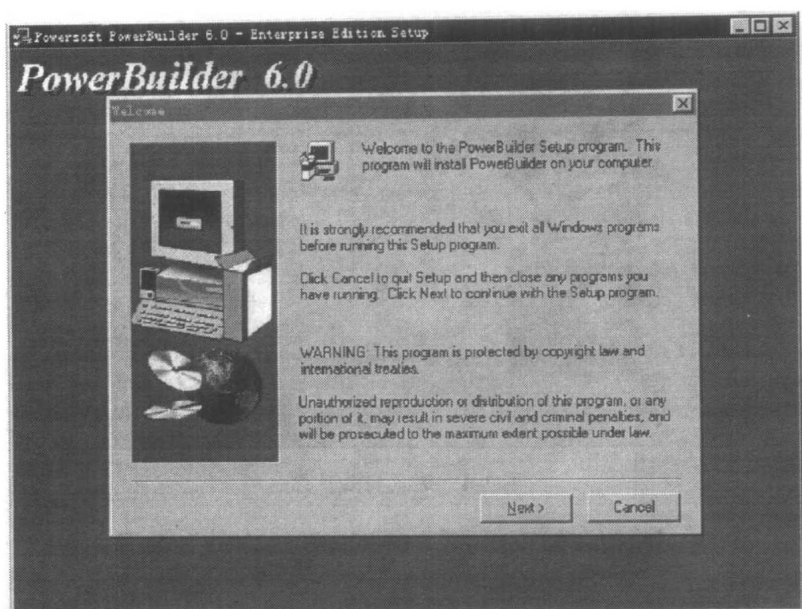 Powersoft PowerBuilder 6.0 - Enterprise Edition Setup
PowerBuilder 6.0
Welcome
Welcome to the PowerBuilder Setup program. This
program will install PowerBuilder on your computer.
It is strongly recommended that you exit all Windows programs
before running this Setup program.
Click Cancel to quit Setup and then close any programs you
have running. Click Next to continue with the Setup program.
WARNING: This program is protected by copyright law and
international treaties.
Unauthorized reproduction or distribution of this program, or any
portion of it, may result in severe civil and criminal penalties, and
will be prosecuted to the maximum extent possible under law.
Next >
Cancel